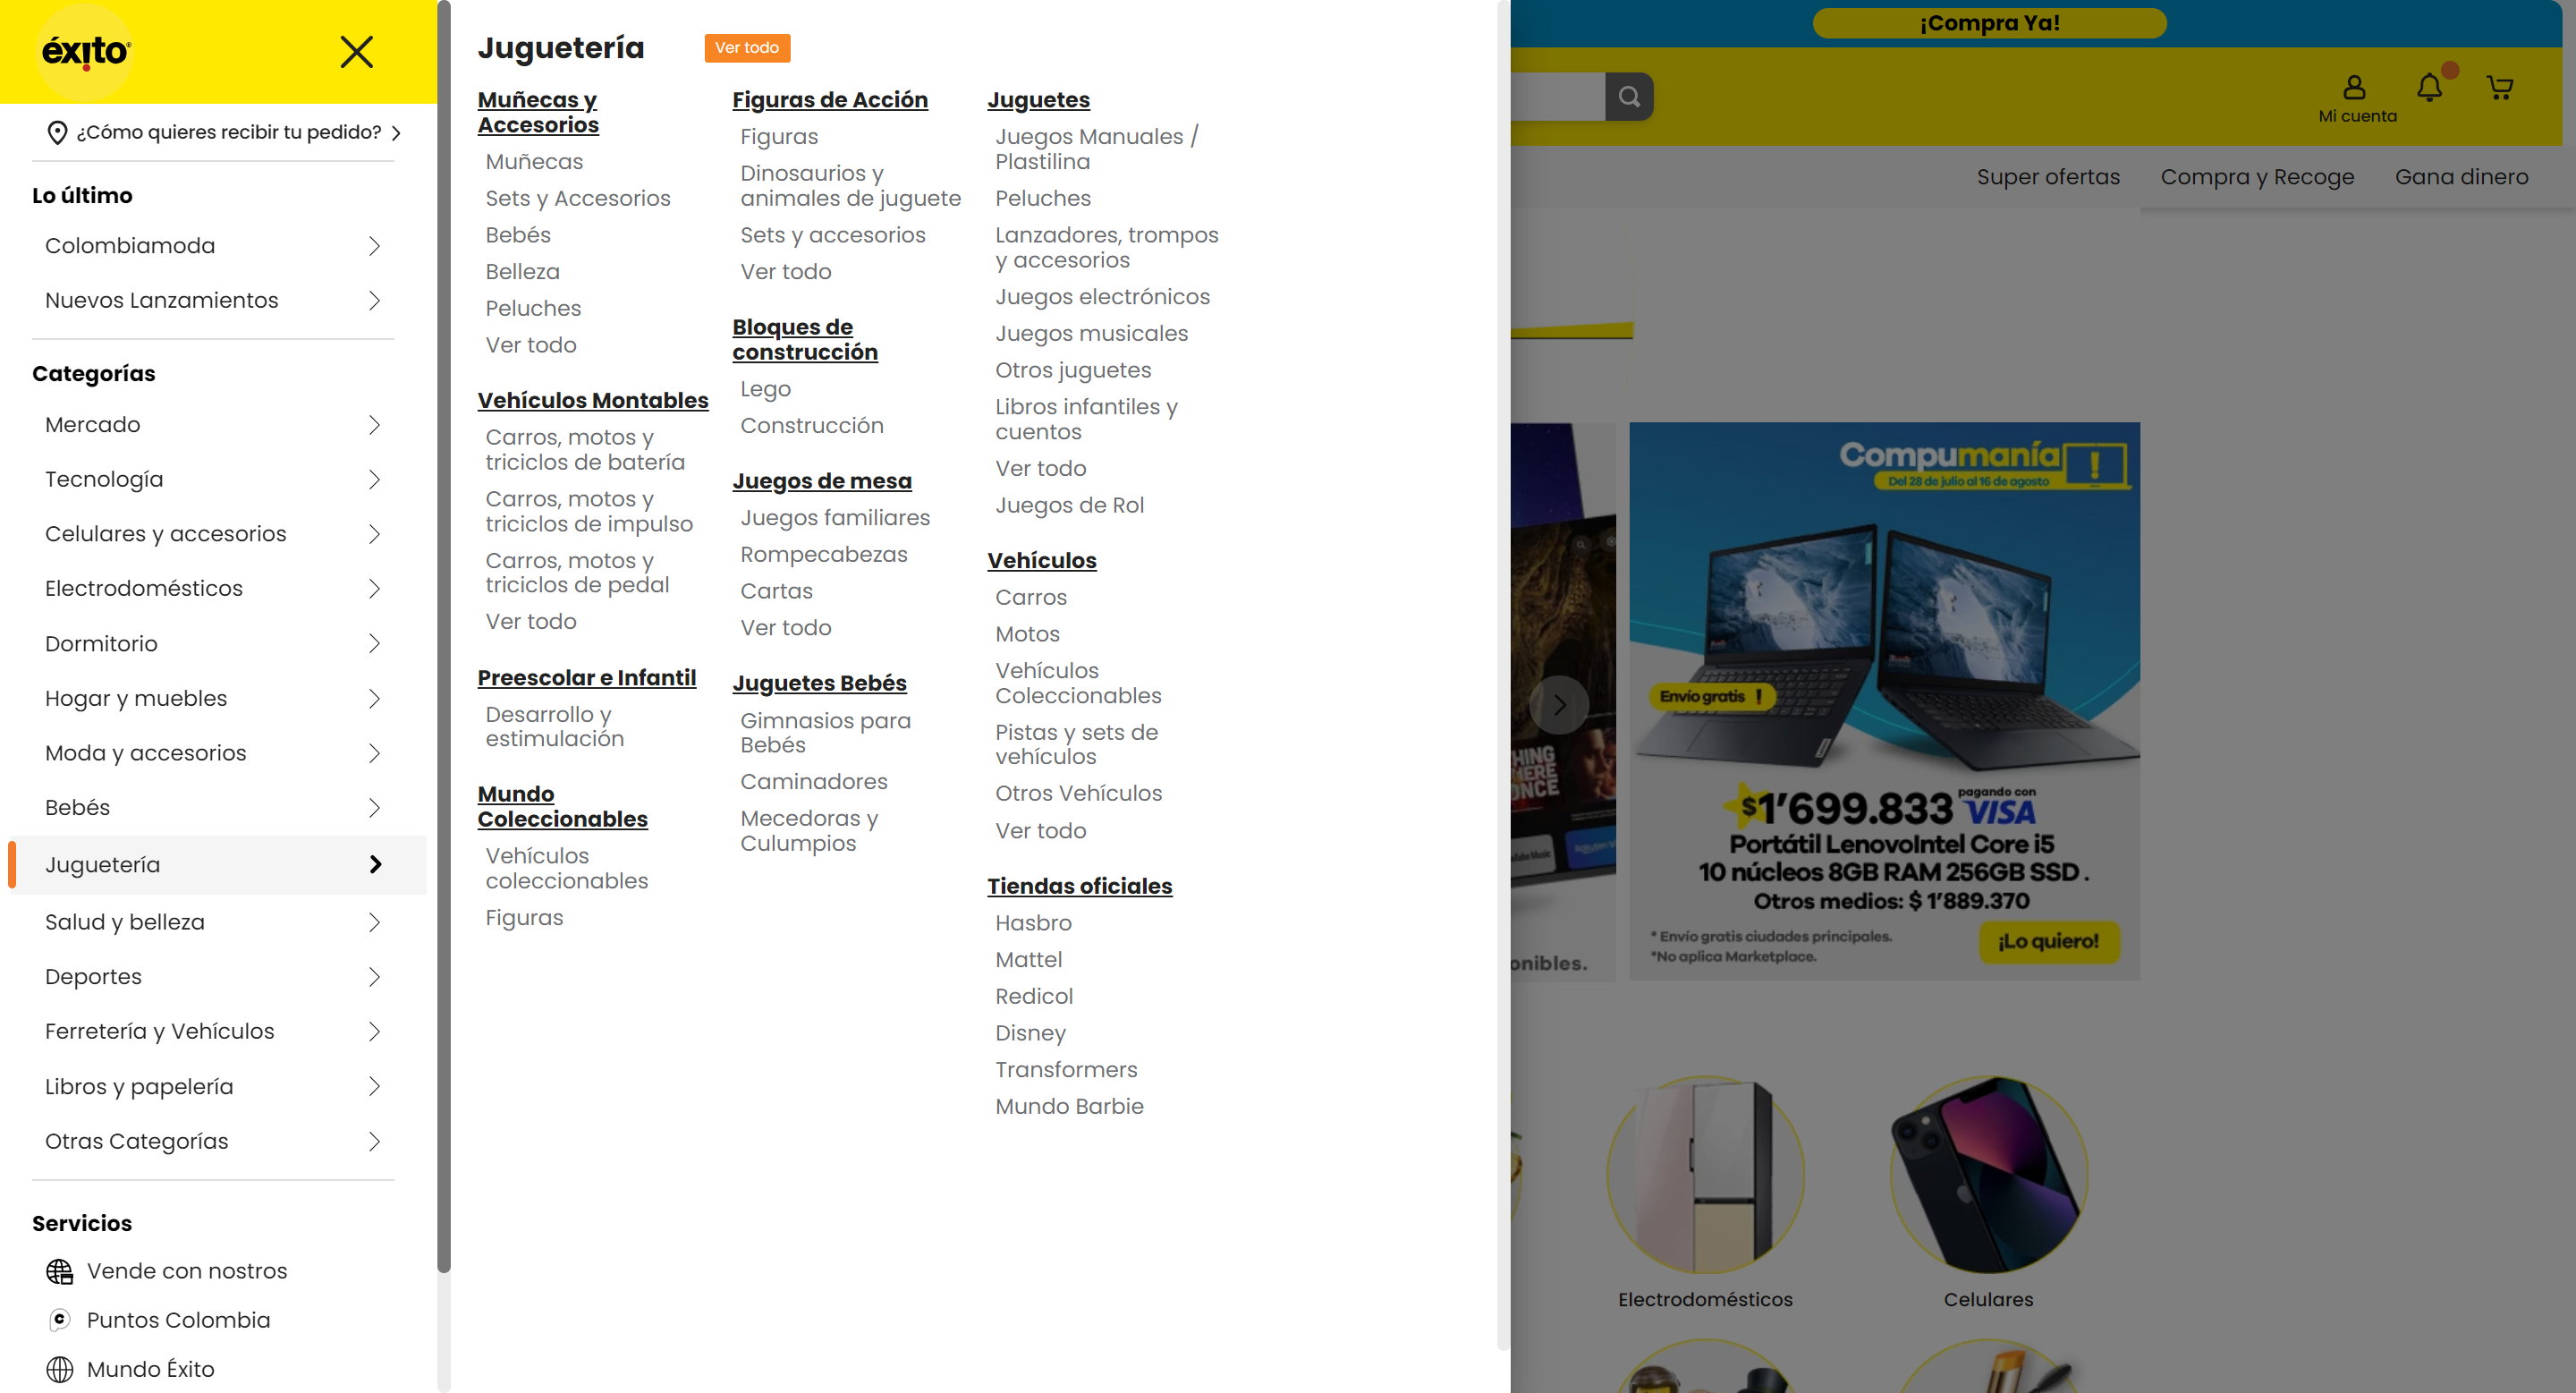 éxito
¿Cómo quieres recibir tu pedido?
Lo último
Colombiamoda
Nuevos Lanzamientos
Categorías
Mercado
Tecnología
Celulares y accesorios
Electrodomésticos
Dormitorio
Hogar y muebles
Moda y accesorios
Bebés
Juguetería
Salud y belleza
Deportes
Ferretería y Vehículos
Libros y papelería
Otras Categorías
Servicios
Vende con nostros
Puntos Colombia
Mundo Éxito
Juguetería
Ver todo
Muñecas y
Accesorios
Muñecas
Sets y Accesorios
Bebés
Belleza
Peluches
Ver todo
Vehículos Montables
Carros, motos y
triciclos de batería
Carros, motos y
triciclos de impulso
Carros, motos y
triciclos de pedal
Ver todo
Preescolar e Infantil
Desarrollo y
estimulación
Mundo
Coleccionables
Vehículos
coleccionables
Figuras
Figuras de Acción
Figuras
Dinosaurios y
animales de juguete
Sets y accesorios
Ver todo
Bloques de
construcción
Lego
Construcción
Juegos de mesa
Juegos familiares
Rompecabezas
Cartas
Ver todo
Juguetes Bebés
Gimnasios para
Bebés
Caminadores
Mecedoras y
Culumpios
Juguetes
Juegos Manuales /
Plastilina
Peluches
Lanzadores, trompos
y accesorios
Juegos electrónicos
Juegos musicales
Otros juguetes
Libros infantiles y
cuentos
Ver todo
Juegos de Rol
Vehículos
Carros
Motos
Vehículos
Coleccionables
Pistas y sets de
vehículos
Otros Vehículos
Ver todo
Tiendas oficiales
Hasbro
Mattel
Redicol
Disney
Transformers
Mundo Barbie
¡Compra Ya!
Mi cuenta
Super ofertas
Compra y Recoge
Gana dinero
onibles.
Compumanía
Del 28 de julio al 16 de agosto
Envío gratis !
$1'699.833 pagando con VISA
Portátil LenovoIntel Core i5
10 núcleos 8GB RAM 256GB SSD .
Otros medios: $ 1'889.370
* Envío gratis ciudades principales.
*No aplica Marketplace.
¡Lo quiero!
Electrodomésticos
Celulares